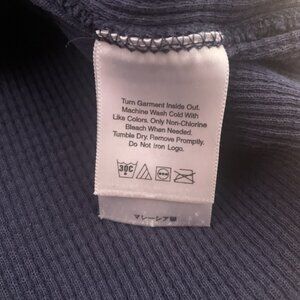 Turn Garment Inside Out.
Machine Wash Cold With
Like Colors. Only Non-Chlorine
Bleach When Needed.
Tumble Dry. Remove Promptly.
Do Not Iron Logo.
30C
マレーシア製